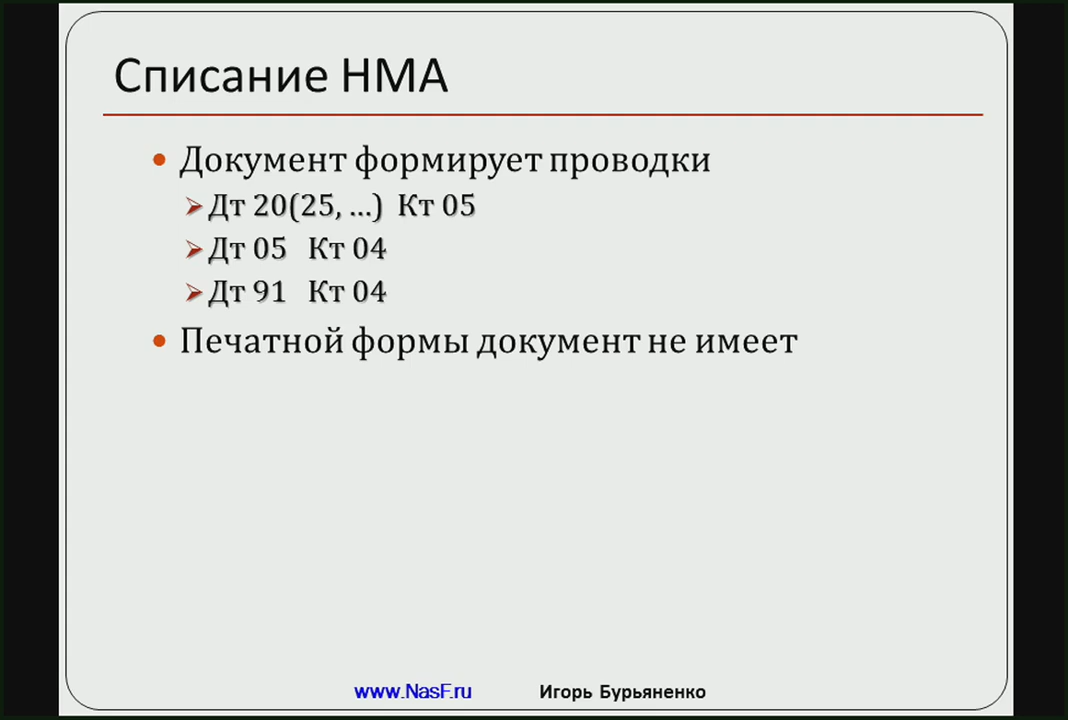 Списание НМА
Документ формирует проводки
Дт 20(25, ...) Кт 05
Дт 05 Кт 04
Дт 91 Кт 04
Печатной формы документ не имеет
www.NasF.ru Игорь Бурьяненко